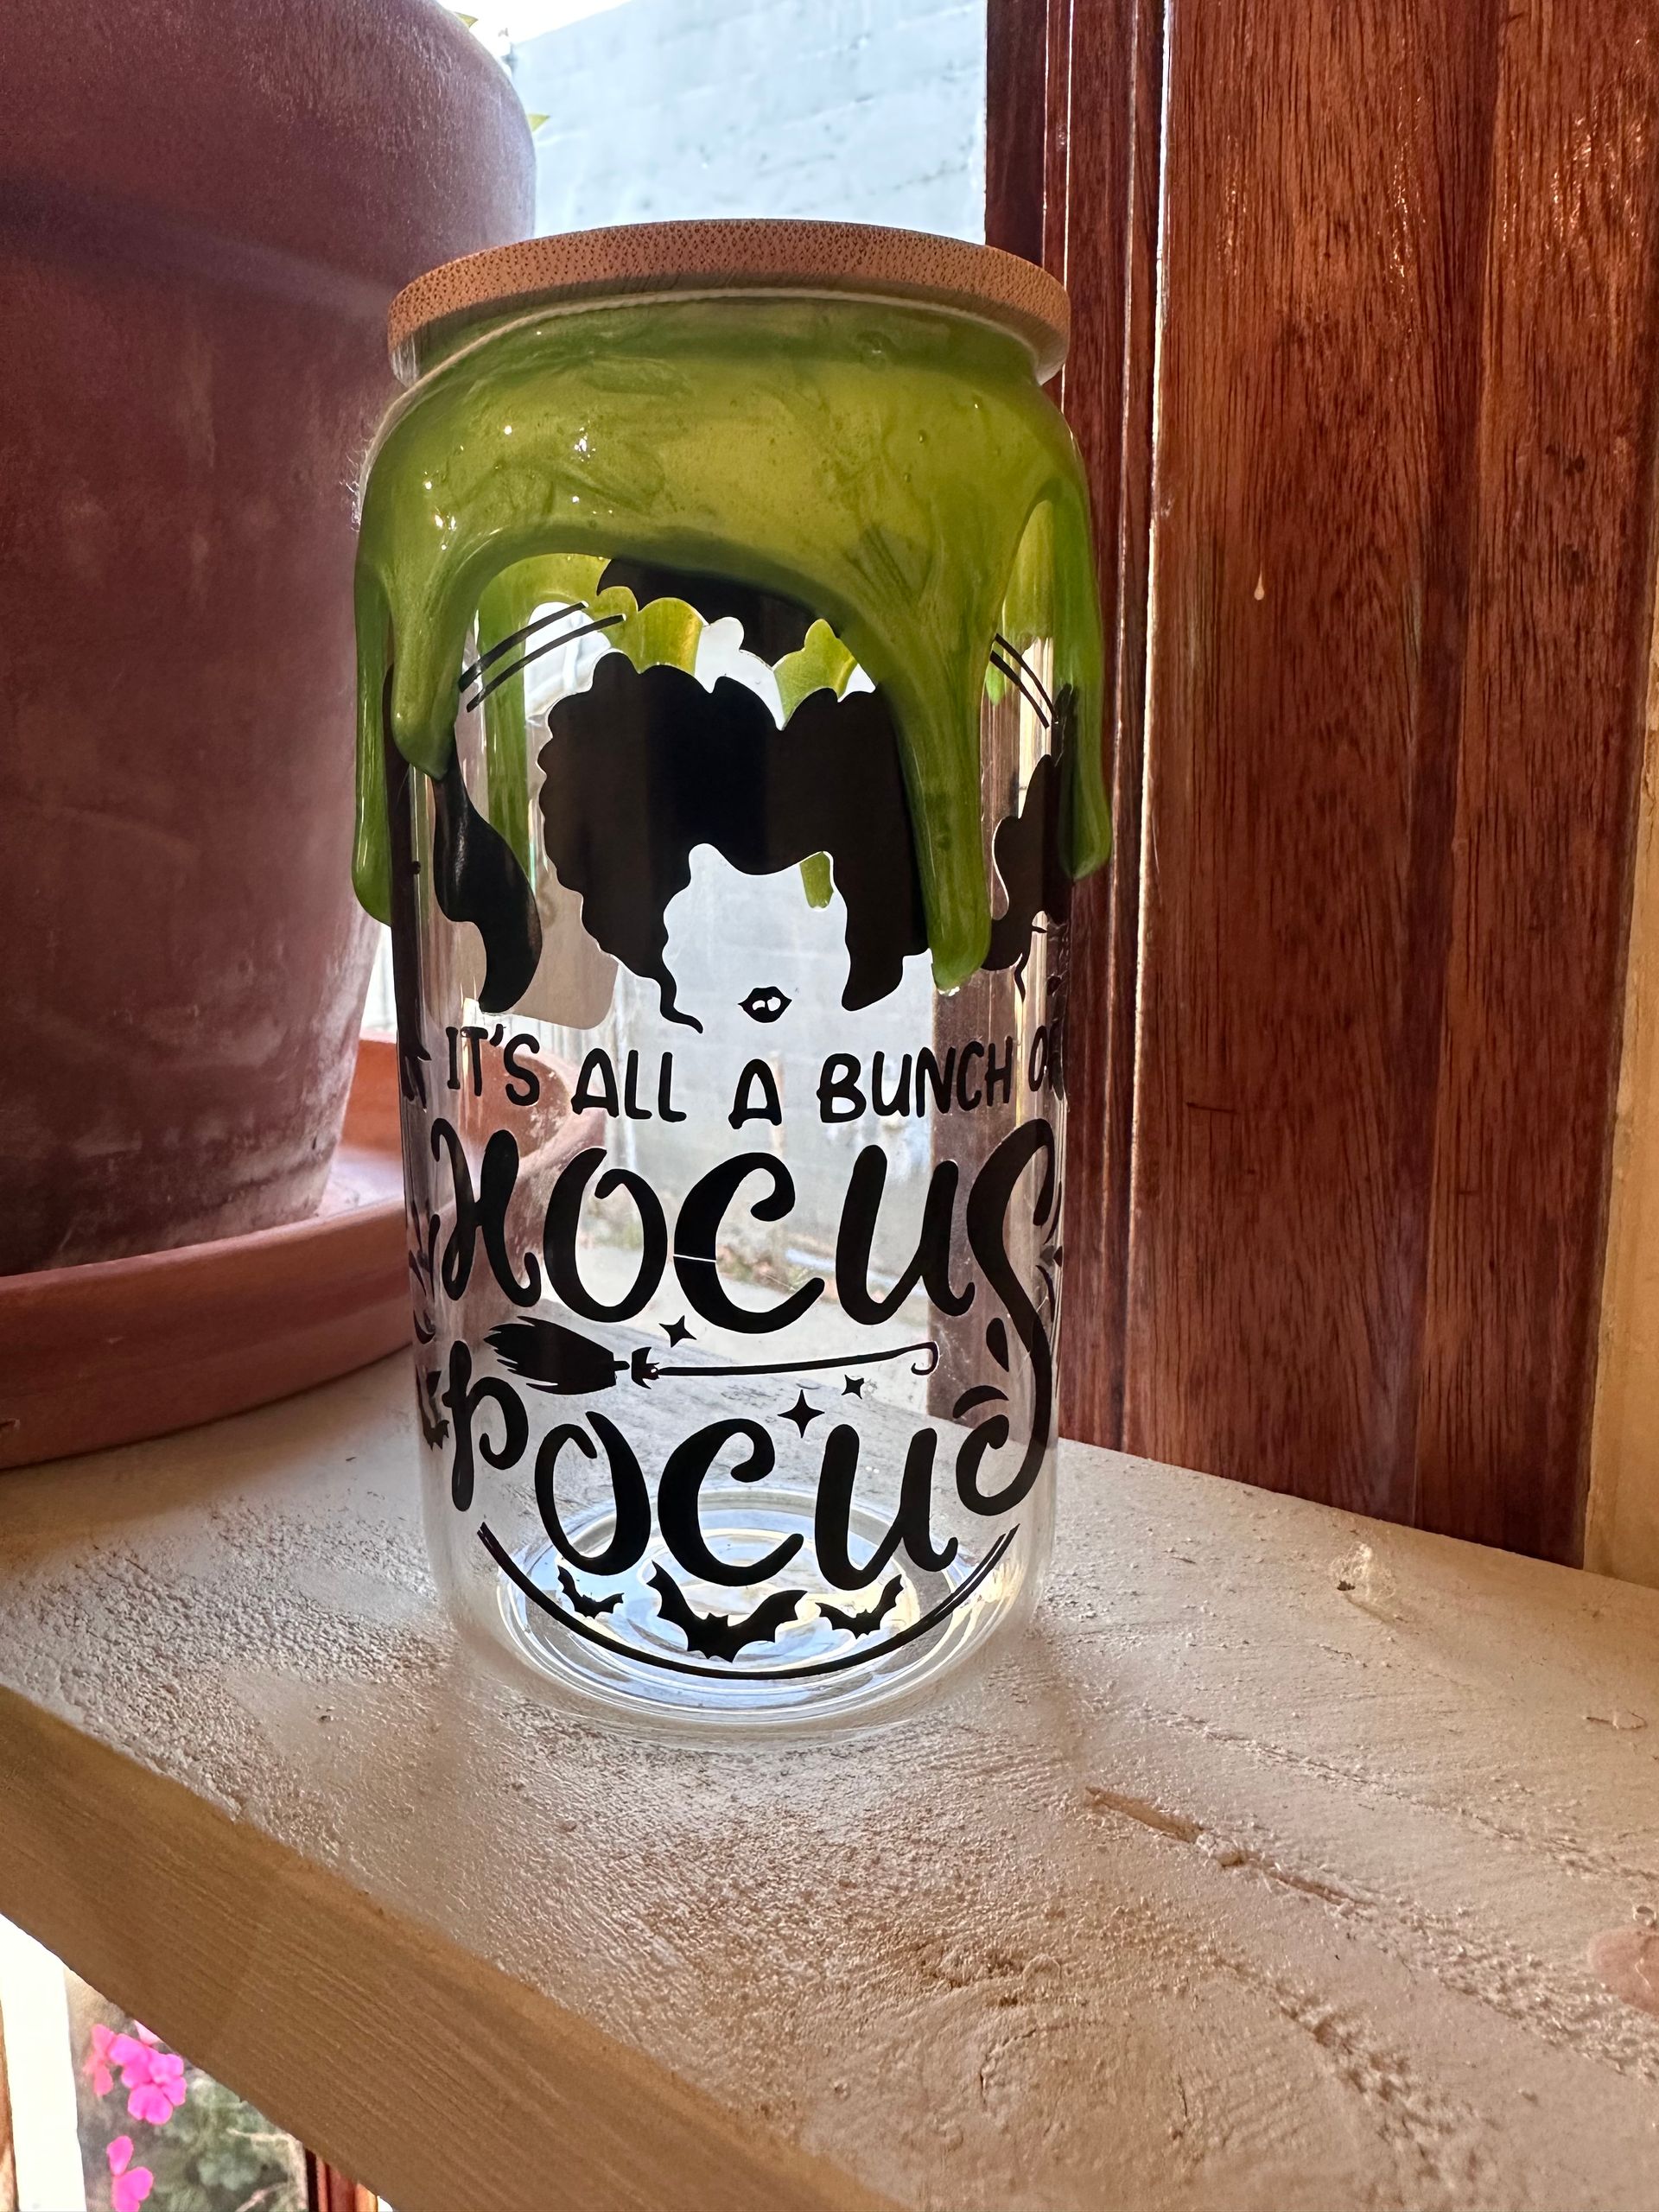 IT'S ALL A BUNCH OF
HOCUS
POCUS